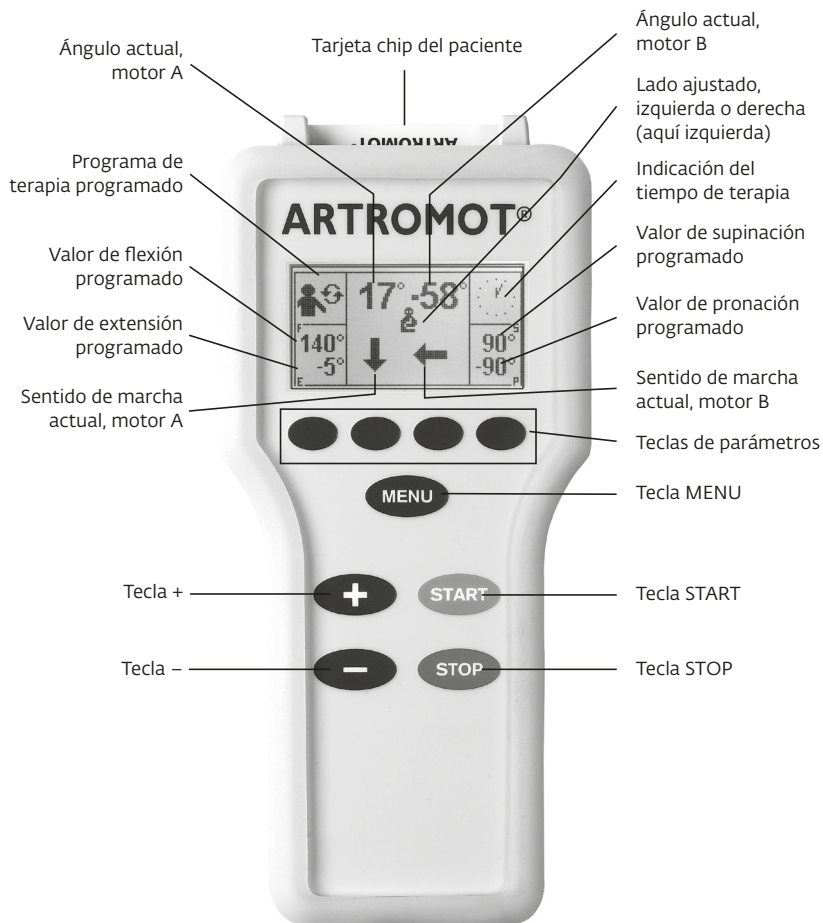 Ángulo actual,
motor A
Tarjeta chip del paciente
Ángulo actual,
motor B
Lado ajustado,
izquierda o derecha
(aquí izquierda)
Programa de
terapia programado
Indicación del
tiempo de terapia
Valor de flexión
programado
Valor de supinación
programado
Valor de extensión
programado
Valor de pronación
programado
Sentido de marcha
actual, motor A
Sentido de marcha
actual, motor B
Teclas de parámetros
Tecla MENU
Tecla +
Tecla START
Tecla –
Tecla STOP
ARTROMOT®
ARTROMOT®
17° -58°
F
140°
-5°
E
S
90°
-90°
P
MENU
+
START
–
STOP